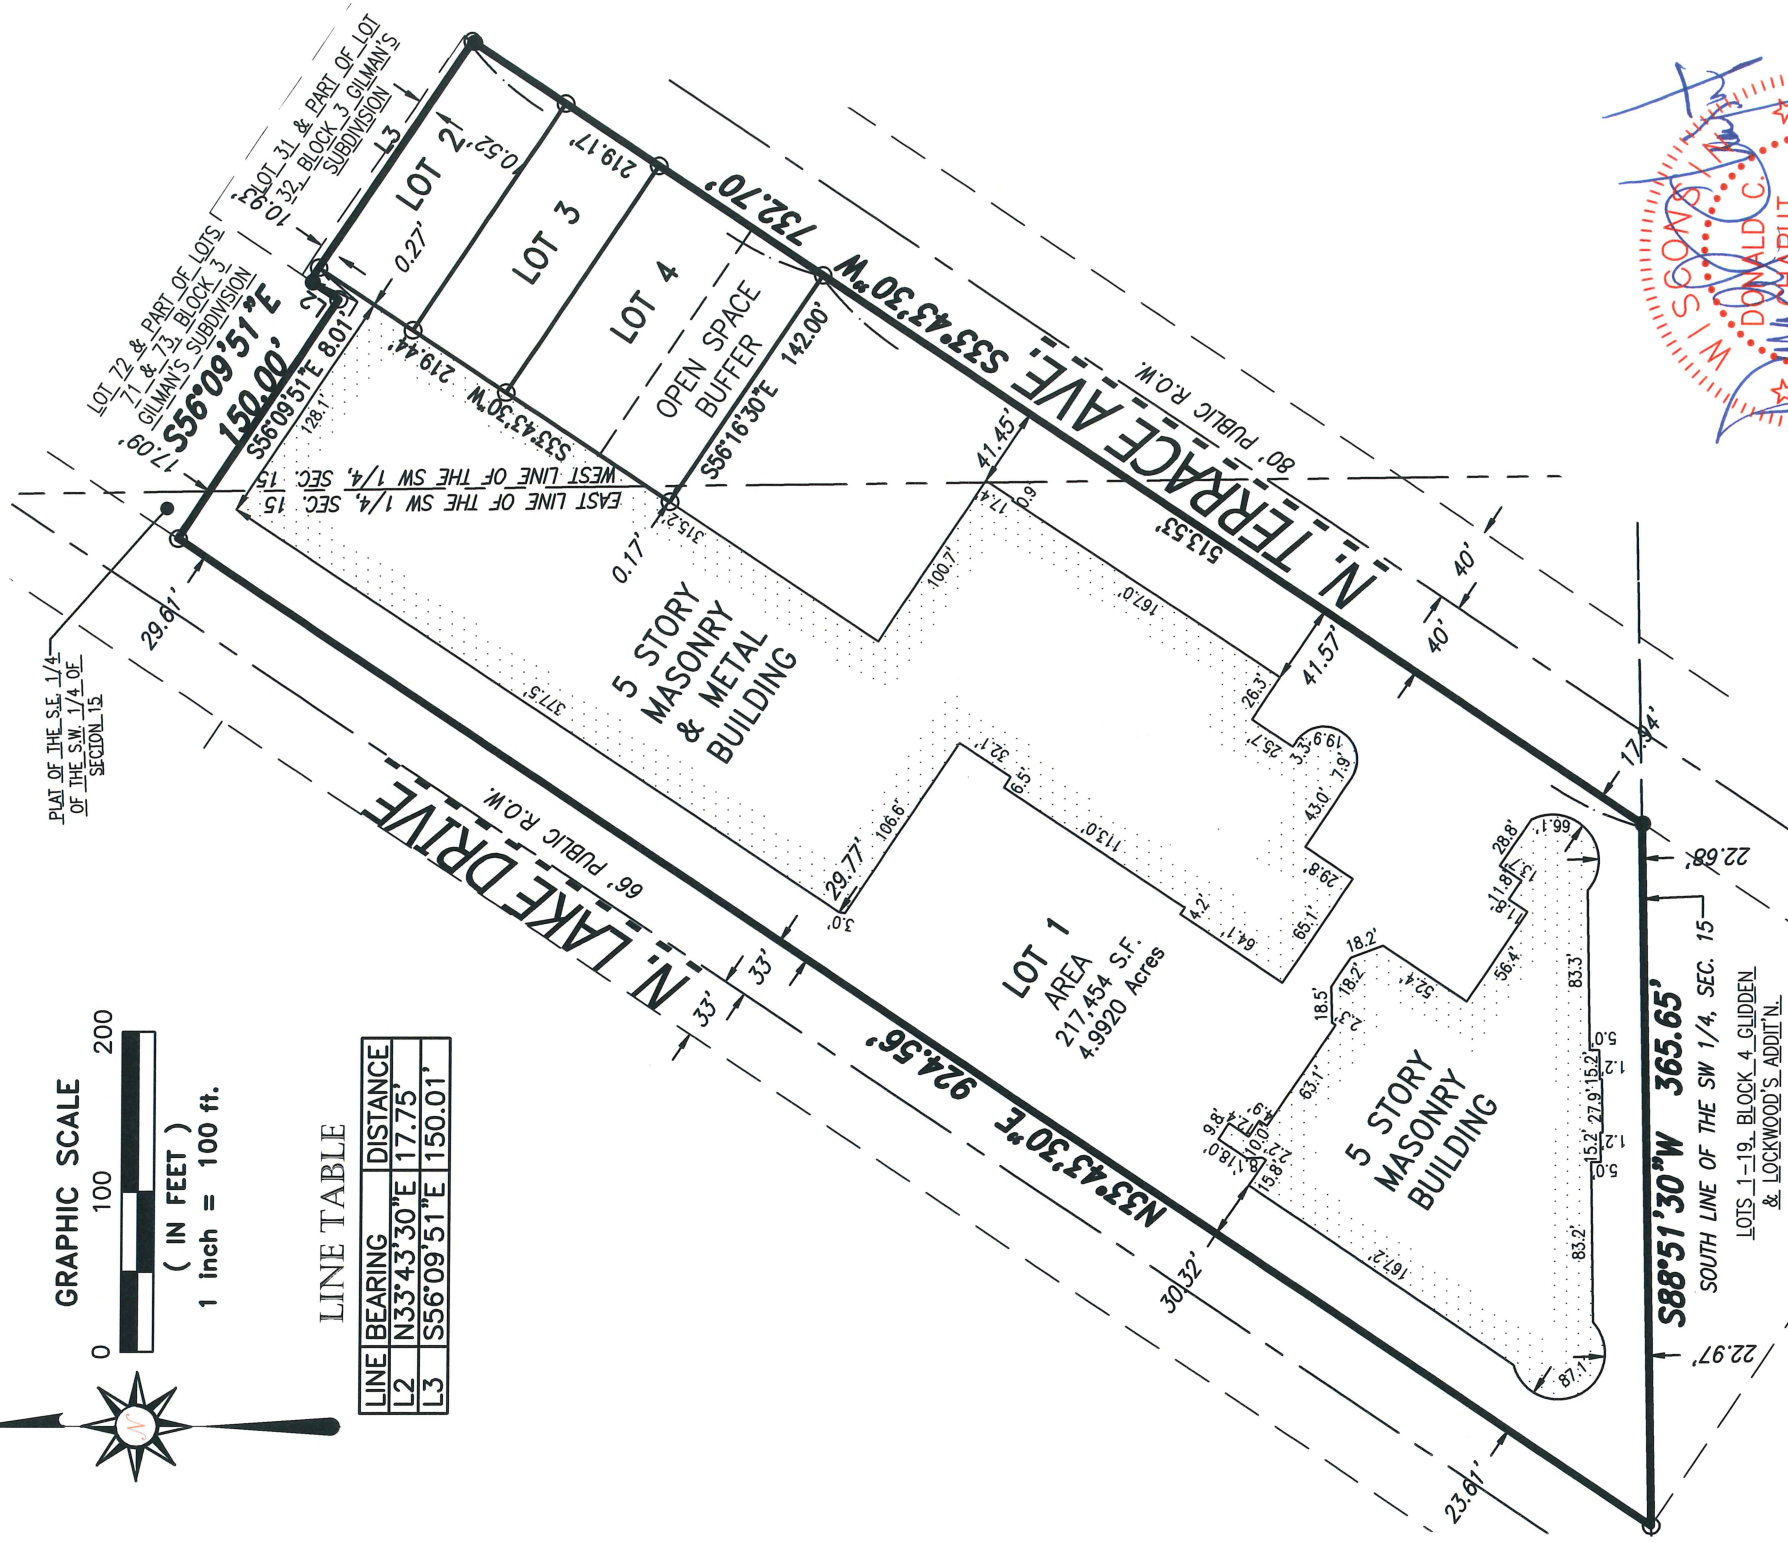 GRAPHIC SCALE
0 100 200
( IN FEET )
1 inch = 100 ft.
N
LINE TABLE
LINE BEARING DISTANCE
L2 N33°43'30"E 17.75'
L3 S56°09'51"E 150.01'
PLAT OF THE S.E. 1/4
OF THE S.W. 1/4 OF
SECTON 15
LOT 72 & PART OF LOTS
71 & 73, BLOCK 3
GILMAN'S SUBDIVISION
LOT 31 & PART OF LOT
32, BLOCK 3 GILMAN'S
SUBDIVISION
10.93'
17.09'
S56°09'51"E
150.00'
S56°09'51"E 8.01'
128.1'
L2
L3
LOT 2
0.52'
0.27'
LOT 3
219.17'
219.44'
LOT 4
OPEN SPACE
BUFFER
S33°43'30"W
S56°16'30"E 142.00'
WEST LINE OF THE SW 1/4, SEC 15
EAST LINE OF THE SW 1/4, SEC 15
0.17'
315.2'
29.61'
N. LAKE DRIVE
66' PUBLIC R.O.W.
33'
33'
N33°43'30"E 924.56'
N. TERRACE AVE.
80' PUBLIC R.O.W.
S33°43'30"W 732.70'
513.53'
41.45'
17.4'
0.9'
100.7'
167.0'
40'
40'
41.57'
26.3'
25.7'
3.3'
19.9'
7.9'
43.0'
29.8'
65.1'
64.1'
4.2'
113.0'
6.5'
32.1'
106.6'
29.77'
3.0'
377.5'
5 STORY
MASONRY
& METAL
BUILDING
LOT 1
AREA
217,454 S.F.
4.9920 Acres
5 STORY
MASONRY
BUILDING
18.2'
18.2'
18.5'
2.3'
63.1'
52.4'
56.4'
11.8'
28.8'
66.1'
9.8'
10.0'
2.2'
18.0'
15.8'
30.32'
167.2'
23.61'
87.1'
83.2'
5.0'
15.2'
1.2'
27.9'
1.2'
15.2'
5.0'
83.3'
17.94'
22.68'
22.97'
S88°51'30"W 365.65'
SOUTH LINE OF THE SW 1/4, SEC. 15
LOTS 1-19, BLOCK 4 GLIDDEN
& LOCKWOOD'S ADDIT'N.
WISCONSIN
DONALD C.